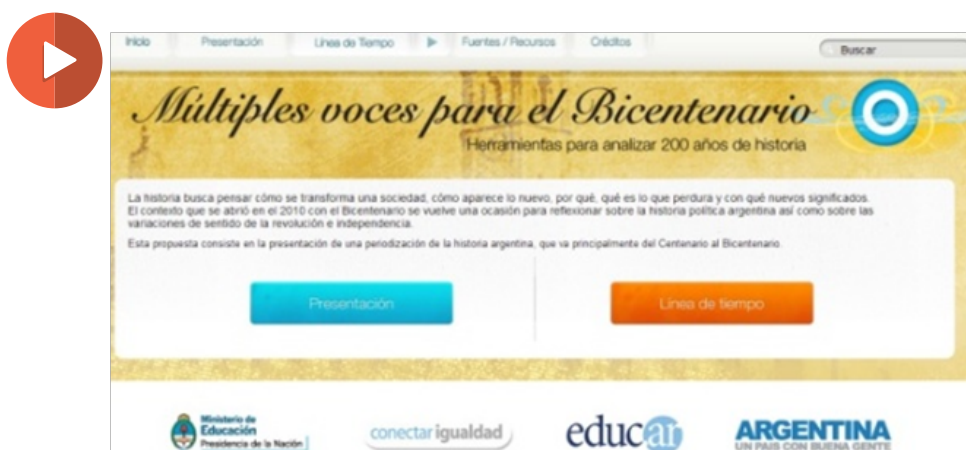 Inicio Presentación Línea de Tiempo Fuentes / Recursos Créditos
Buscar
Múltiples voces para el Bicentenario
Herramientas para analizar 200 años de historia
La historia busca pensar cómo se transforma una sociedad, cómo aparece lo nuevo, por qué, qué es lo que perdura y con qué nuevos significados.
El contexto que se abrió en el 2010 con el Bicentenario se vuelve una ocasión para reflexionar sobre la historia política argentina así como sobre las
variaciones de sentido de la revolución e independencia.
Esta propuesta consiste en la presentación de una periodización de la historia argentina, que va principalmente del Centenario al Bicentenario.
Presentación Línea de tiempo
Ministerio de
Educación
Presidencia de la Nación
conectar igualdad
educar
ARGENTINA
UN PAIS CON BUENA GENTE